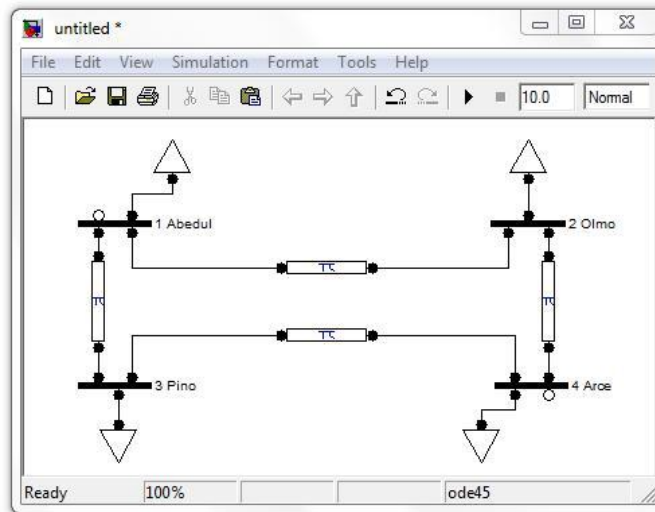 untitled *
File Edit View Simulation Format Tools Help
10.0 Normal
1 Abedul
2 Olmo
π
π
π
π
3 Pino
4 Arce
Ready 100% ode45